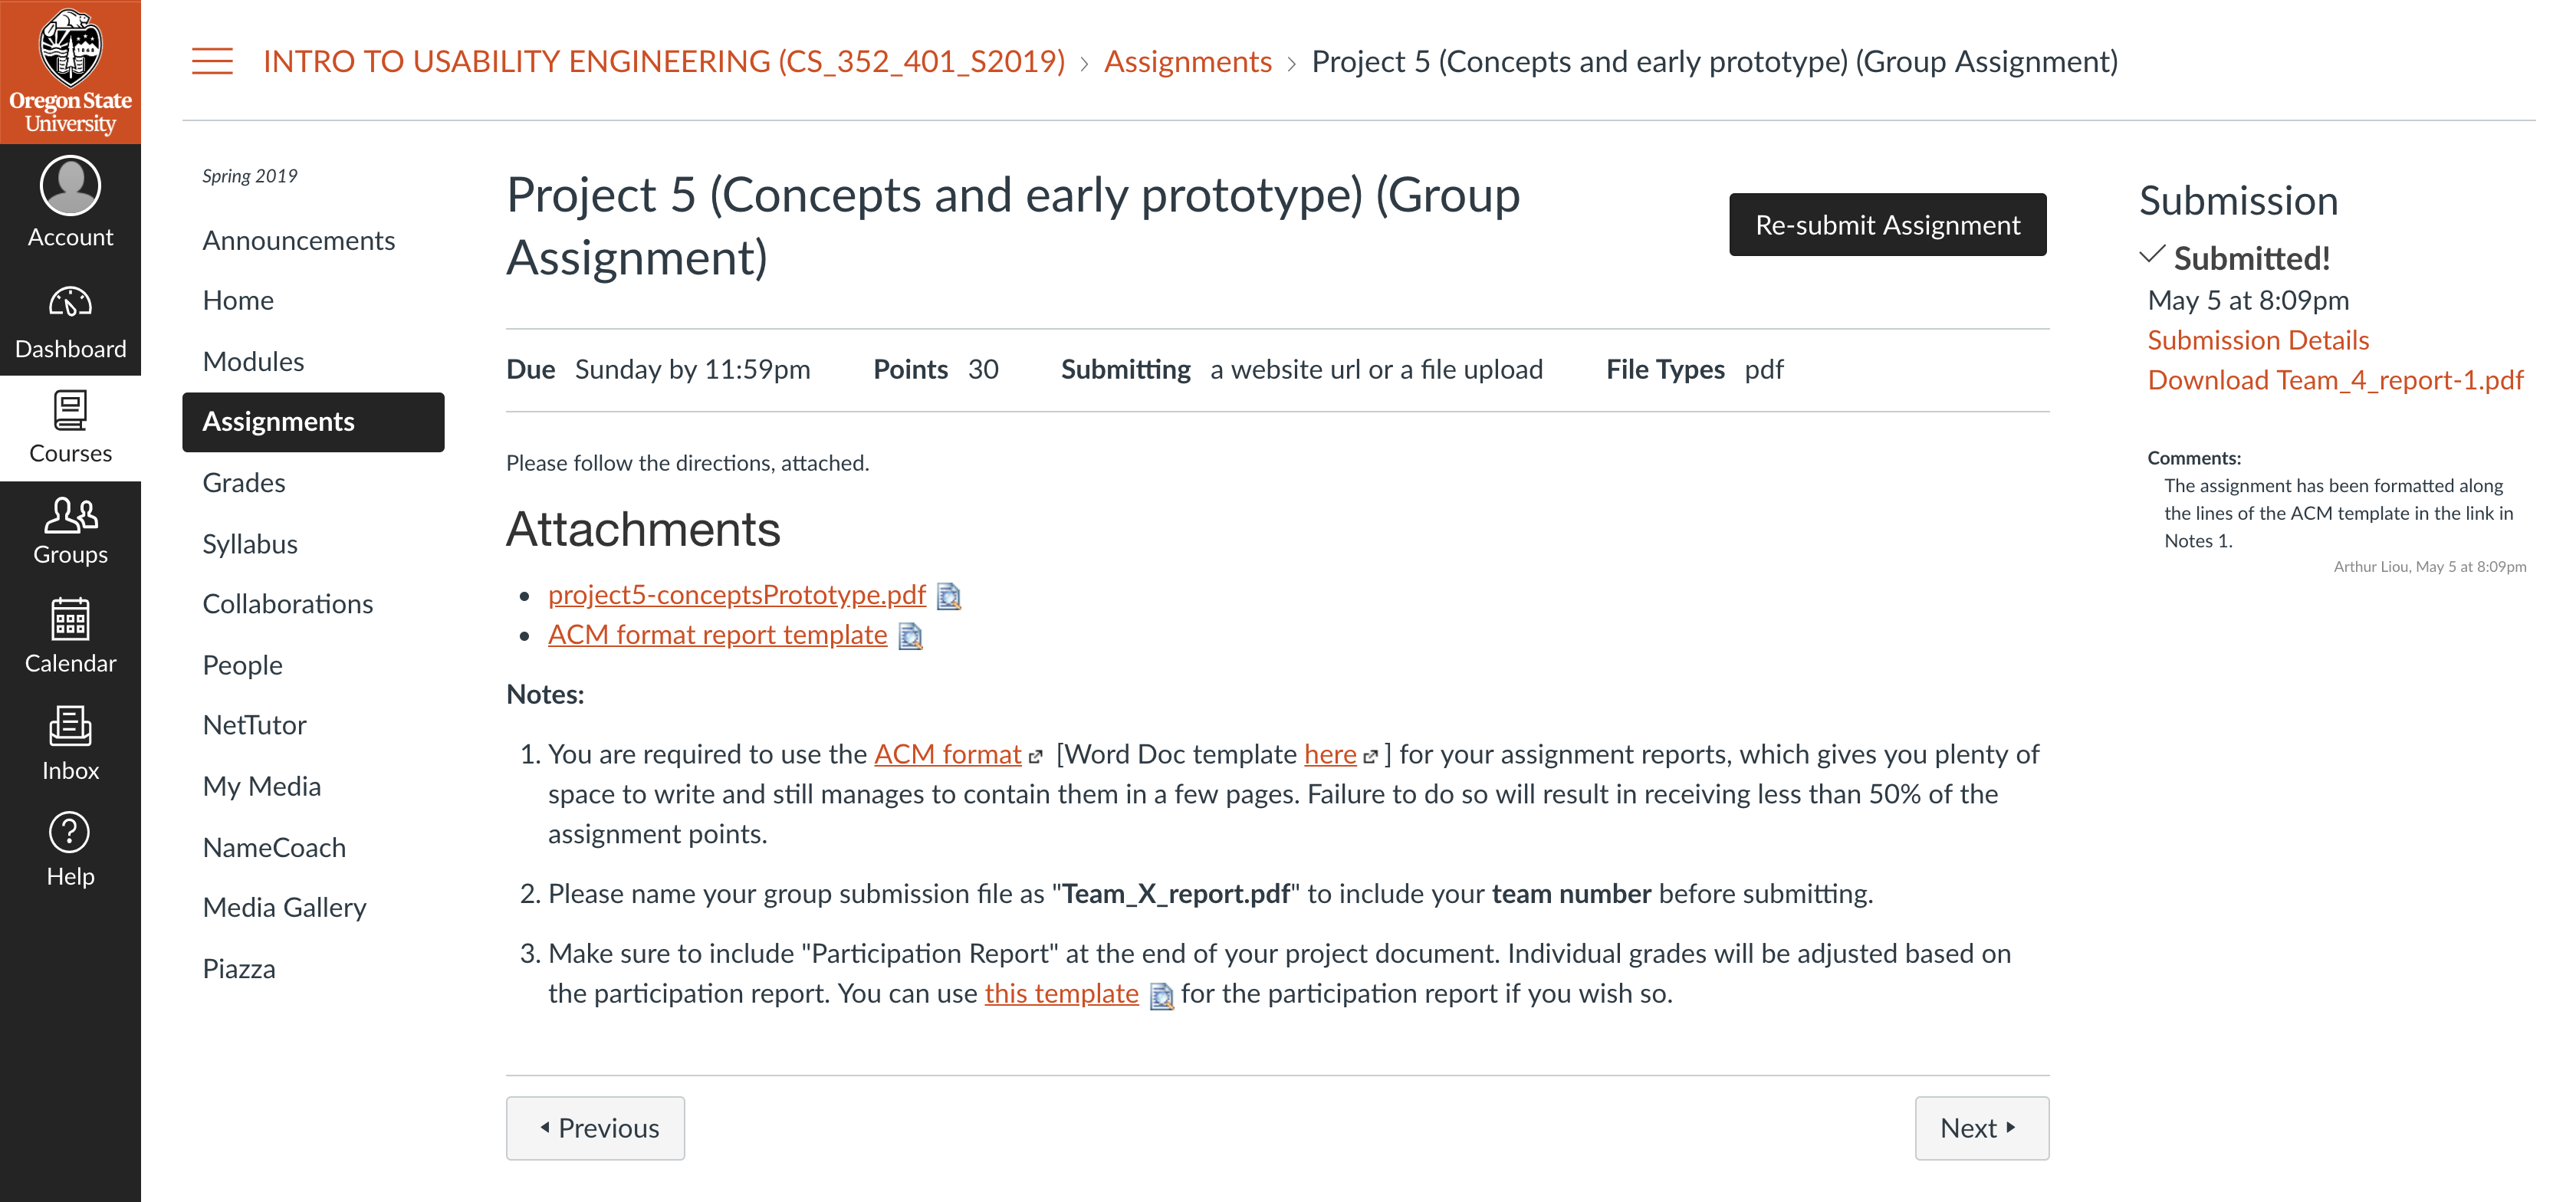 Oregon State
University
Account
Dashboard
Courses
Groups
Calendar
Inbox
Help
INTRO TO USABILITY ENGINEERING (CS_352_401_S2019) › Assignments › Project 5 (Concepts and early prototype) (Group Assignment)
Spring 2019
Announcements
Home
Modules
Assignments
Grades
Syllabus
Collaborations
People
NetTutor
My Media
NameCoach
Media Gallery
Piazza
Project 5 (Concepts and early prototype) (Group
Assignment)
Re-submit Assignment
Due Sunday by 11:59pm Points 30 Submitting a website url or a file upload File Types pdf
Please follow the directions, attached.
Attachments
• project5-conceptsPrototype.pdf
• ACM format report template
Notes:
1. You are required to use the ACM format [Word Doc template here ] for your assignment reports, which gives you plenty of
space to write and still manages to contain them in a few pages. Failure to do so will result in receiving less than 50% of the
assignment points.
2. Please name your group submission file as "Team_X_report.pdf" to include your team number before submitting.
3. Make sure to include "Participation Report" at the end of your project document. Individual grades will be adjusted based on
the participation report. You can use this template for the participation report if you wish so.
Previous
Next
Submission
Submitted!
May 5 at 8:09pm
Submission Details
Download Team_4_report-1.pdf
Comments:
The assignment has been formatted along
the lines of the ACM template in the link in
Notes 1.
Arthur Liou, May 5 at 8:09pm